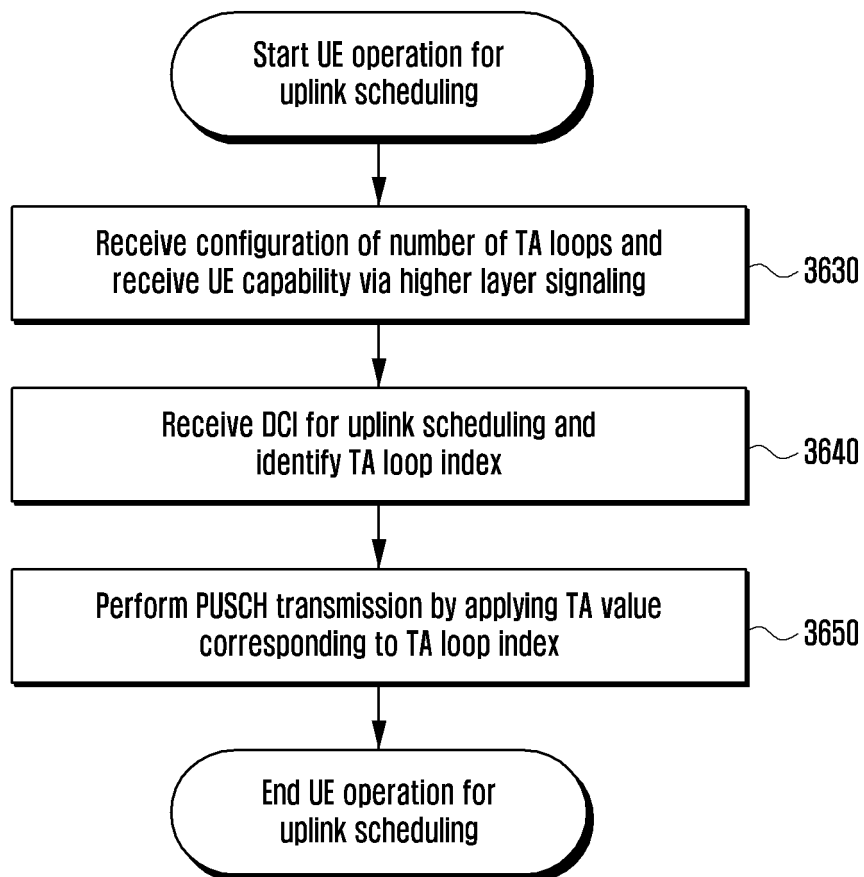 Start UE operation for
uplink scheduling
Receive configuration of number of TA loops and
receive UE capability via higher layer signaling
3630
Receive DCI for uplink scheduling and
identify TA loop index
3640
Perform PUSCH transmission by applying TA value
corresponding to TA loop index
3650
End UE operation for
uplink scheduling